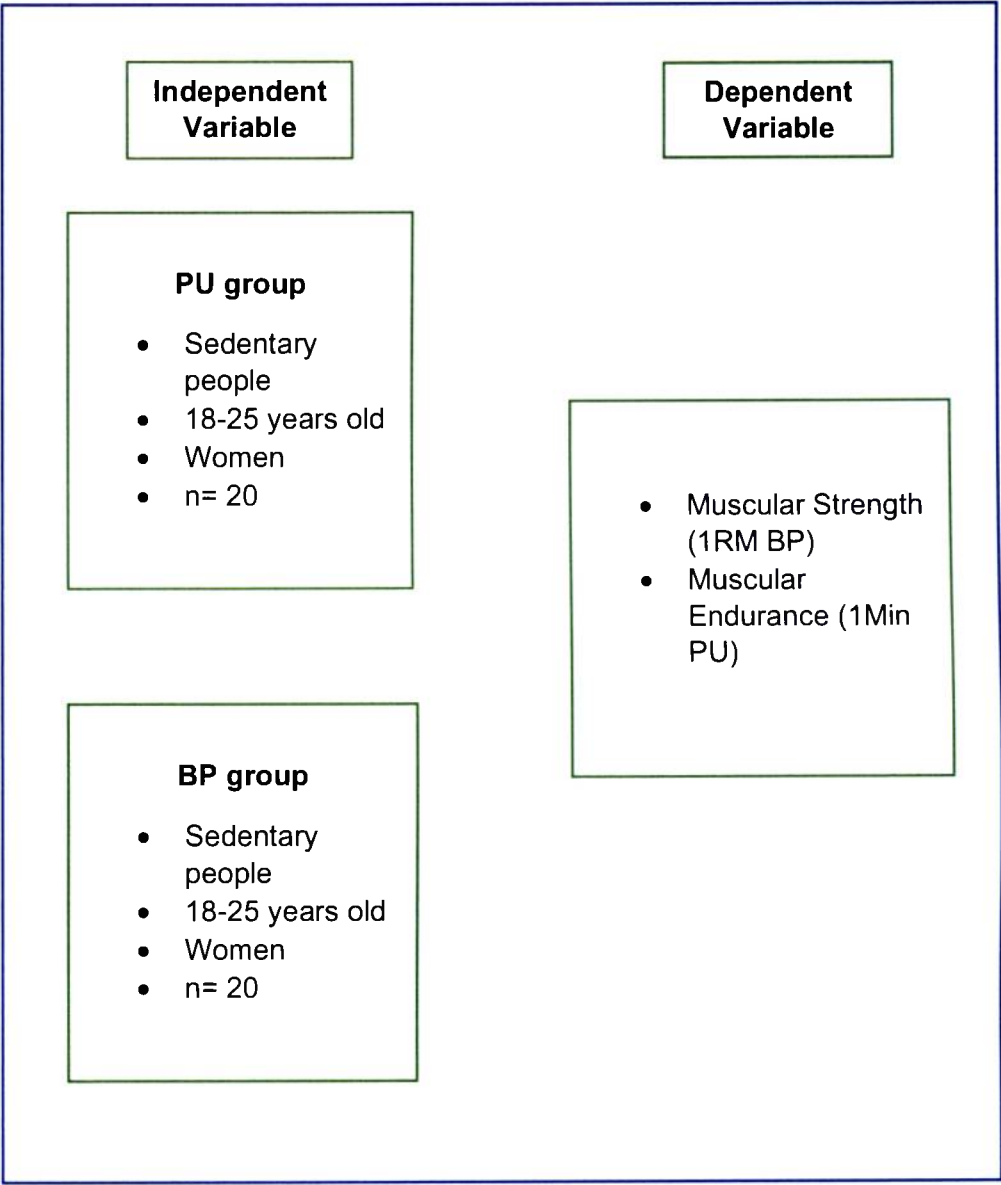 Independent
Variable
Dependent
Variable
PU group
• Sedentary
people
• 18-25 years old
• Women
• n= 20
• Muscular Strength
(1RM BP)
• Muscular
Endurance (1Min
PU)
BP group
• Sedentary
people
• 18-25 years old
• Women
• n= 20